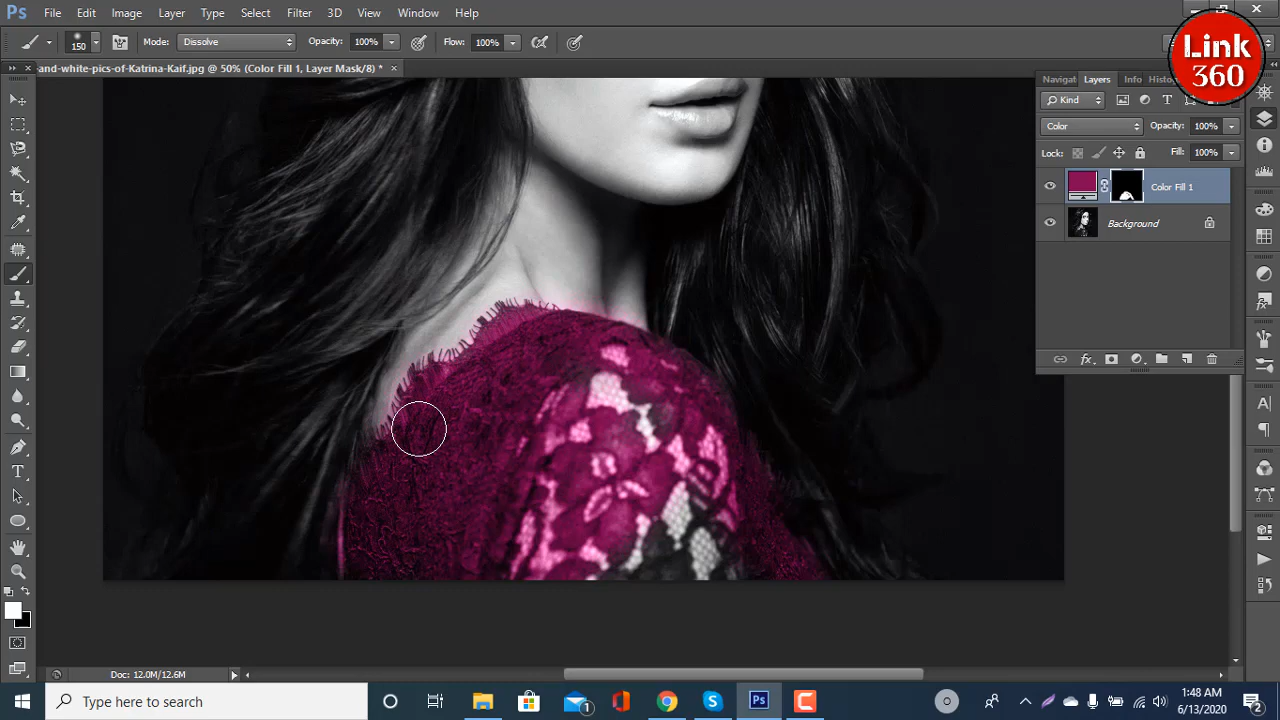 Ps File Edit Image Layer Type Select Filter 3D View Window Help
150 Mode: Dissolve Opacity: 100% Flow: 100%
-and-white-pics-of-Katrina-Kaif.jpg @ 50% (Color Fill 1, Layer Mask/8) *
Link
360
Navigat Layers Info Histo
Kind
Color Opacity: 100%
Lock: Fill: 100%
Color Fill 1
Background
Doc: 12.0M/12.6M
Type here to search
1
1:48 AM
6/13/2020
2